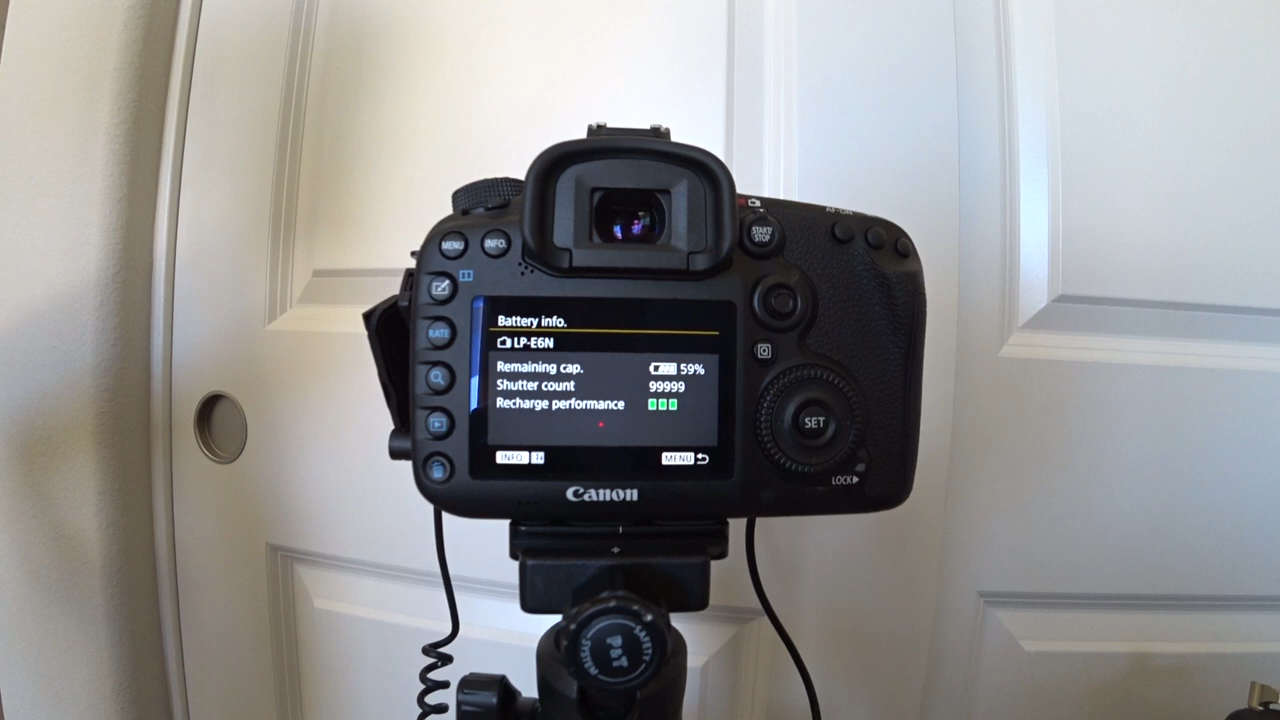 AF-ON
START/
STOP
MENU
INFO.
RATE
Battery info.
LP-E6N
Remaining cap. 59%
Shutter count 99999
Recharge performance
Q
SET
INFO.
MENU
LOCK
Canon
P&T
SAFETY
SYSTEM